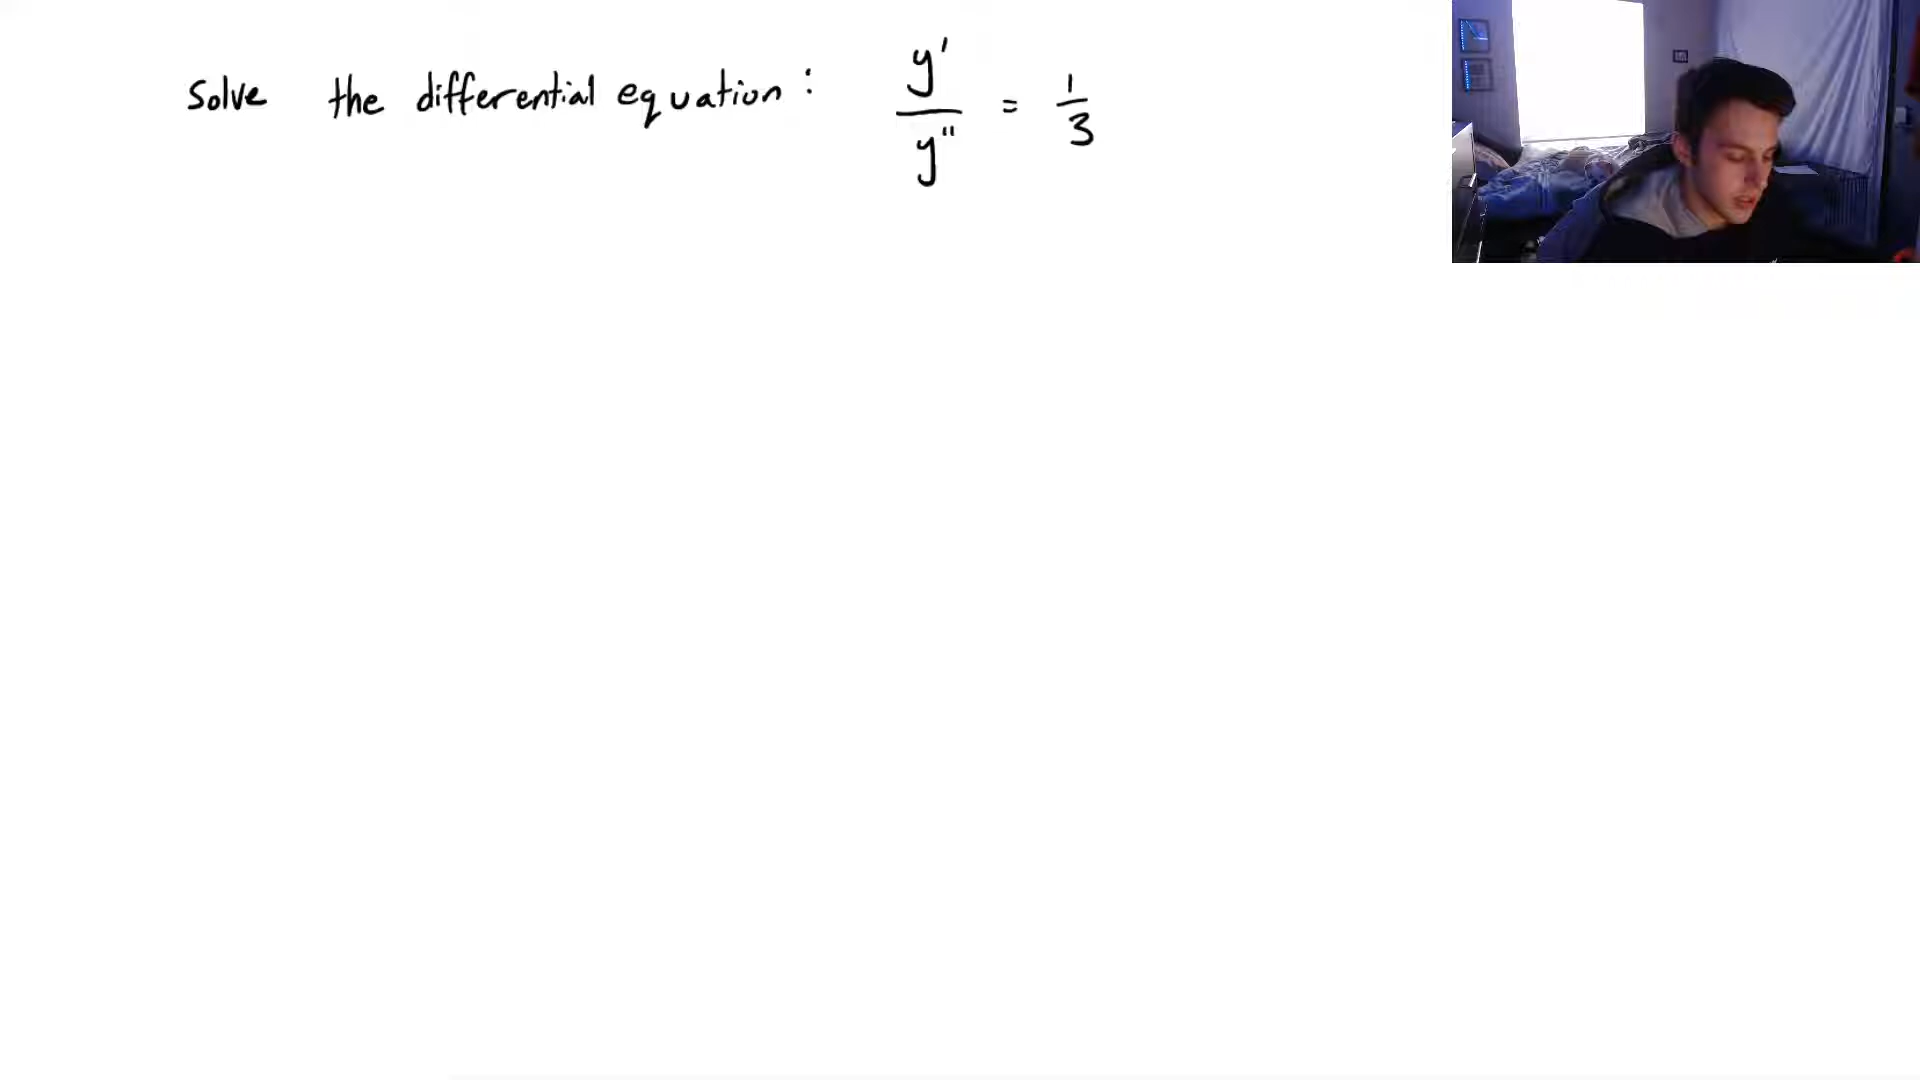 Solve the differential equation: y'/y" = 1/3